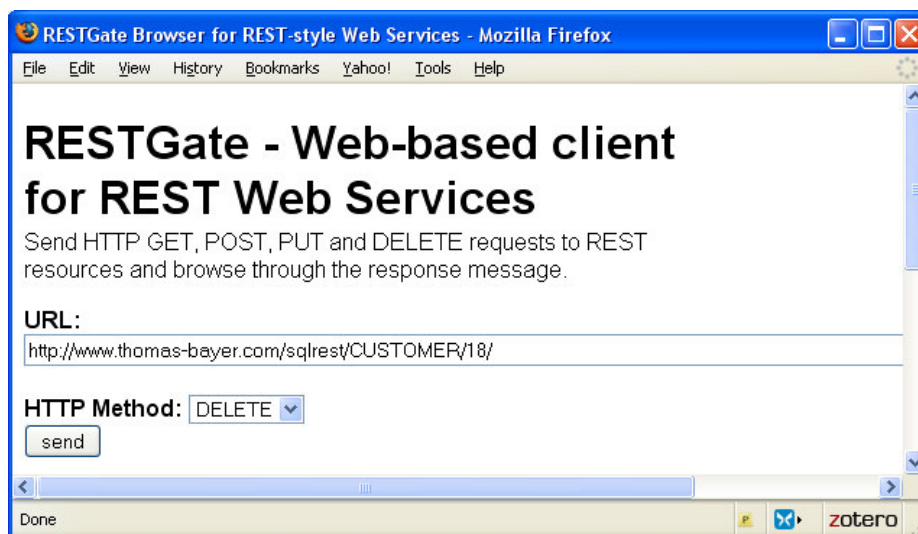 RESTGate Browser for REST-style Web Services - Mozilla Firefox
File Edit View History Bookmarks Yahoo! Tools Help
RESTGate - Web-based client
for REST Web Services
Send HTTP GET, POST, PUT and DELETE requests to REST
resources and browse through the response message.
URL:
http://www.thomas-bayer.com/sqlrest/CUSTOMER/18/
HTTP Method: DELETE
send
Done P zotero